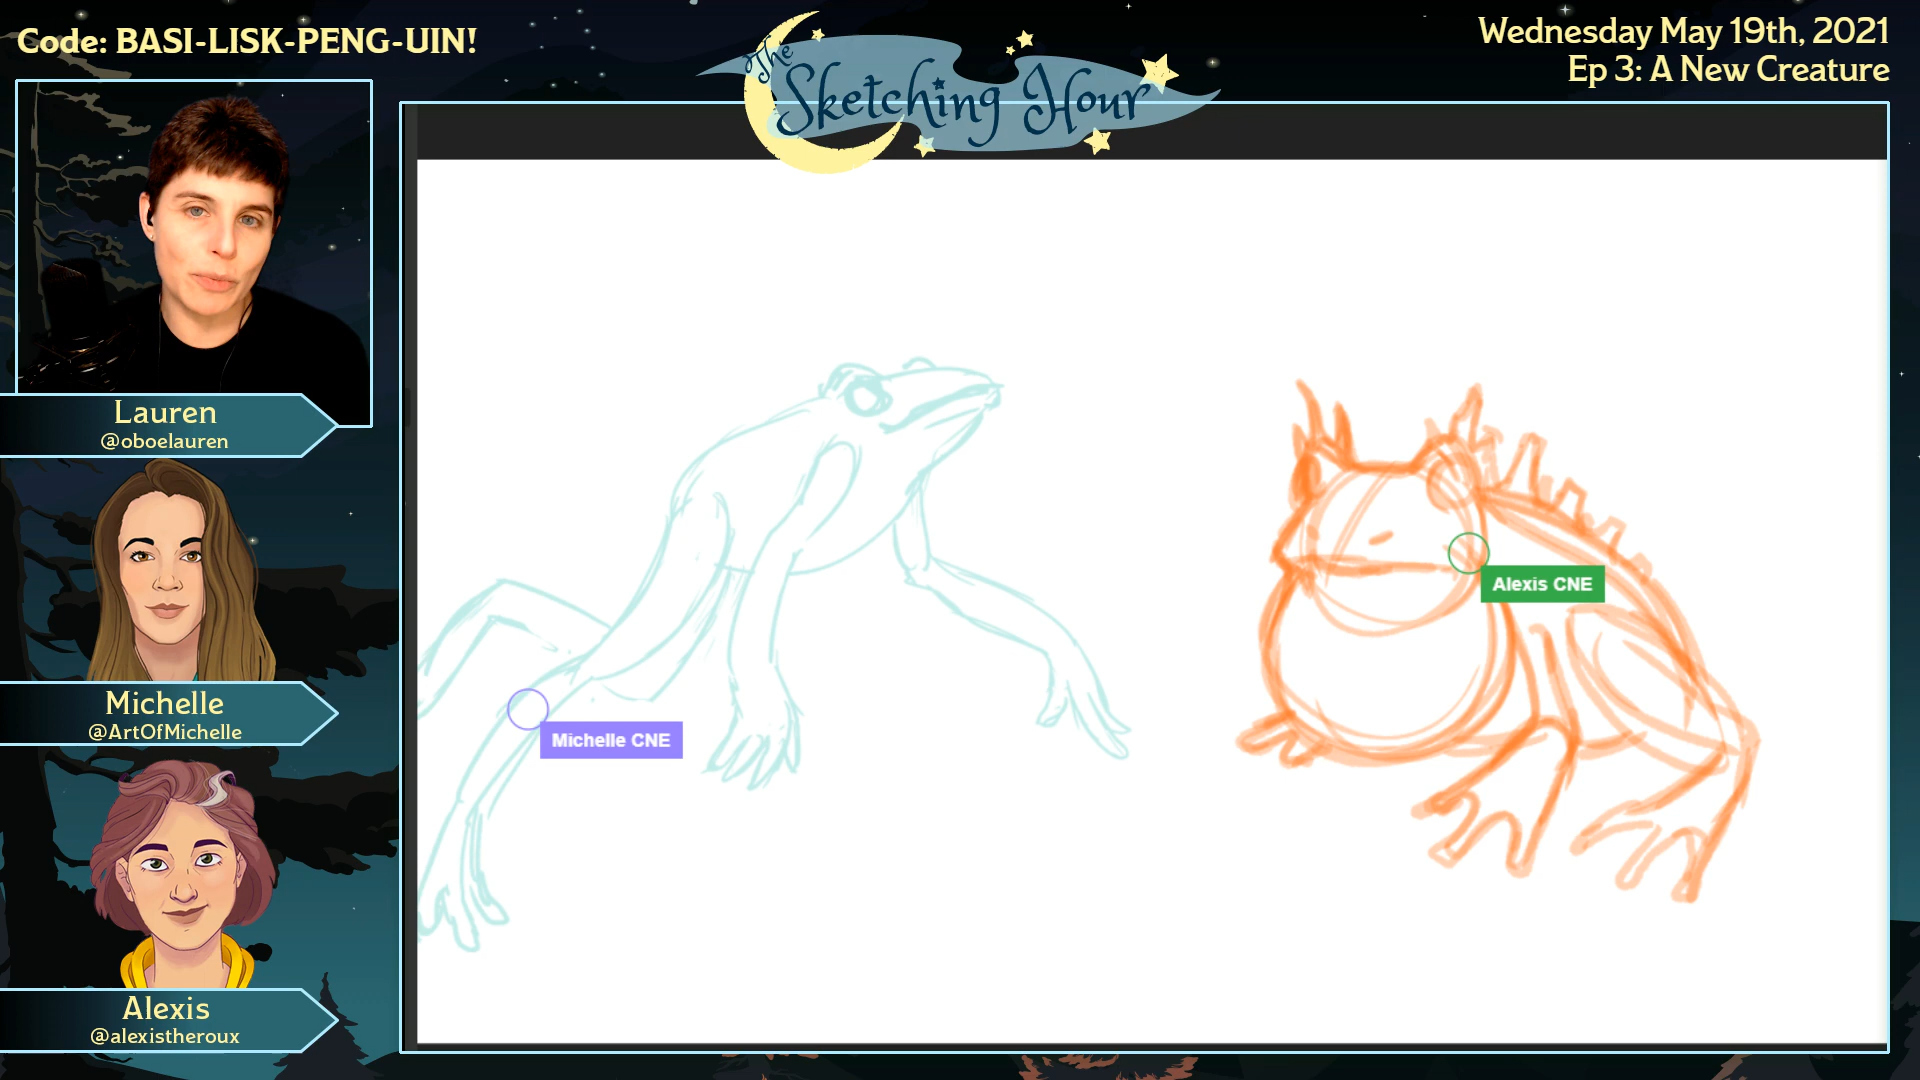 Code: BASI-LISK-PENG-UIN!
The
Sketching Hour
Wednesday May 19th, 2021
Ep 3: A New Creature
Lauren
@oboelauren
Michelle
@ArtOfMichelle
Alexis
@alexistheroux
Michelle CNE
Alexis CNE